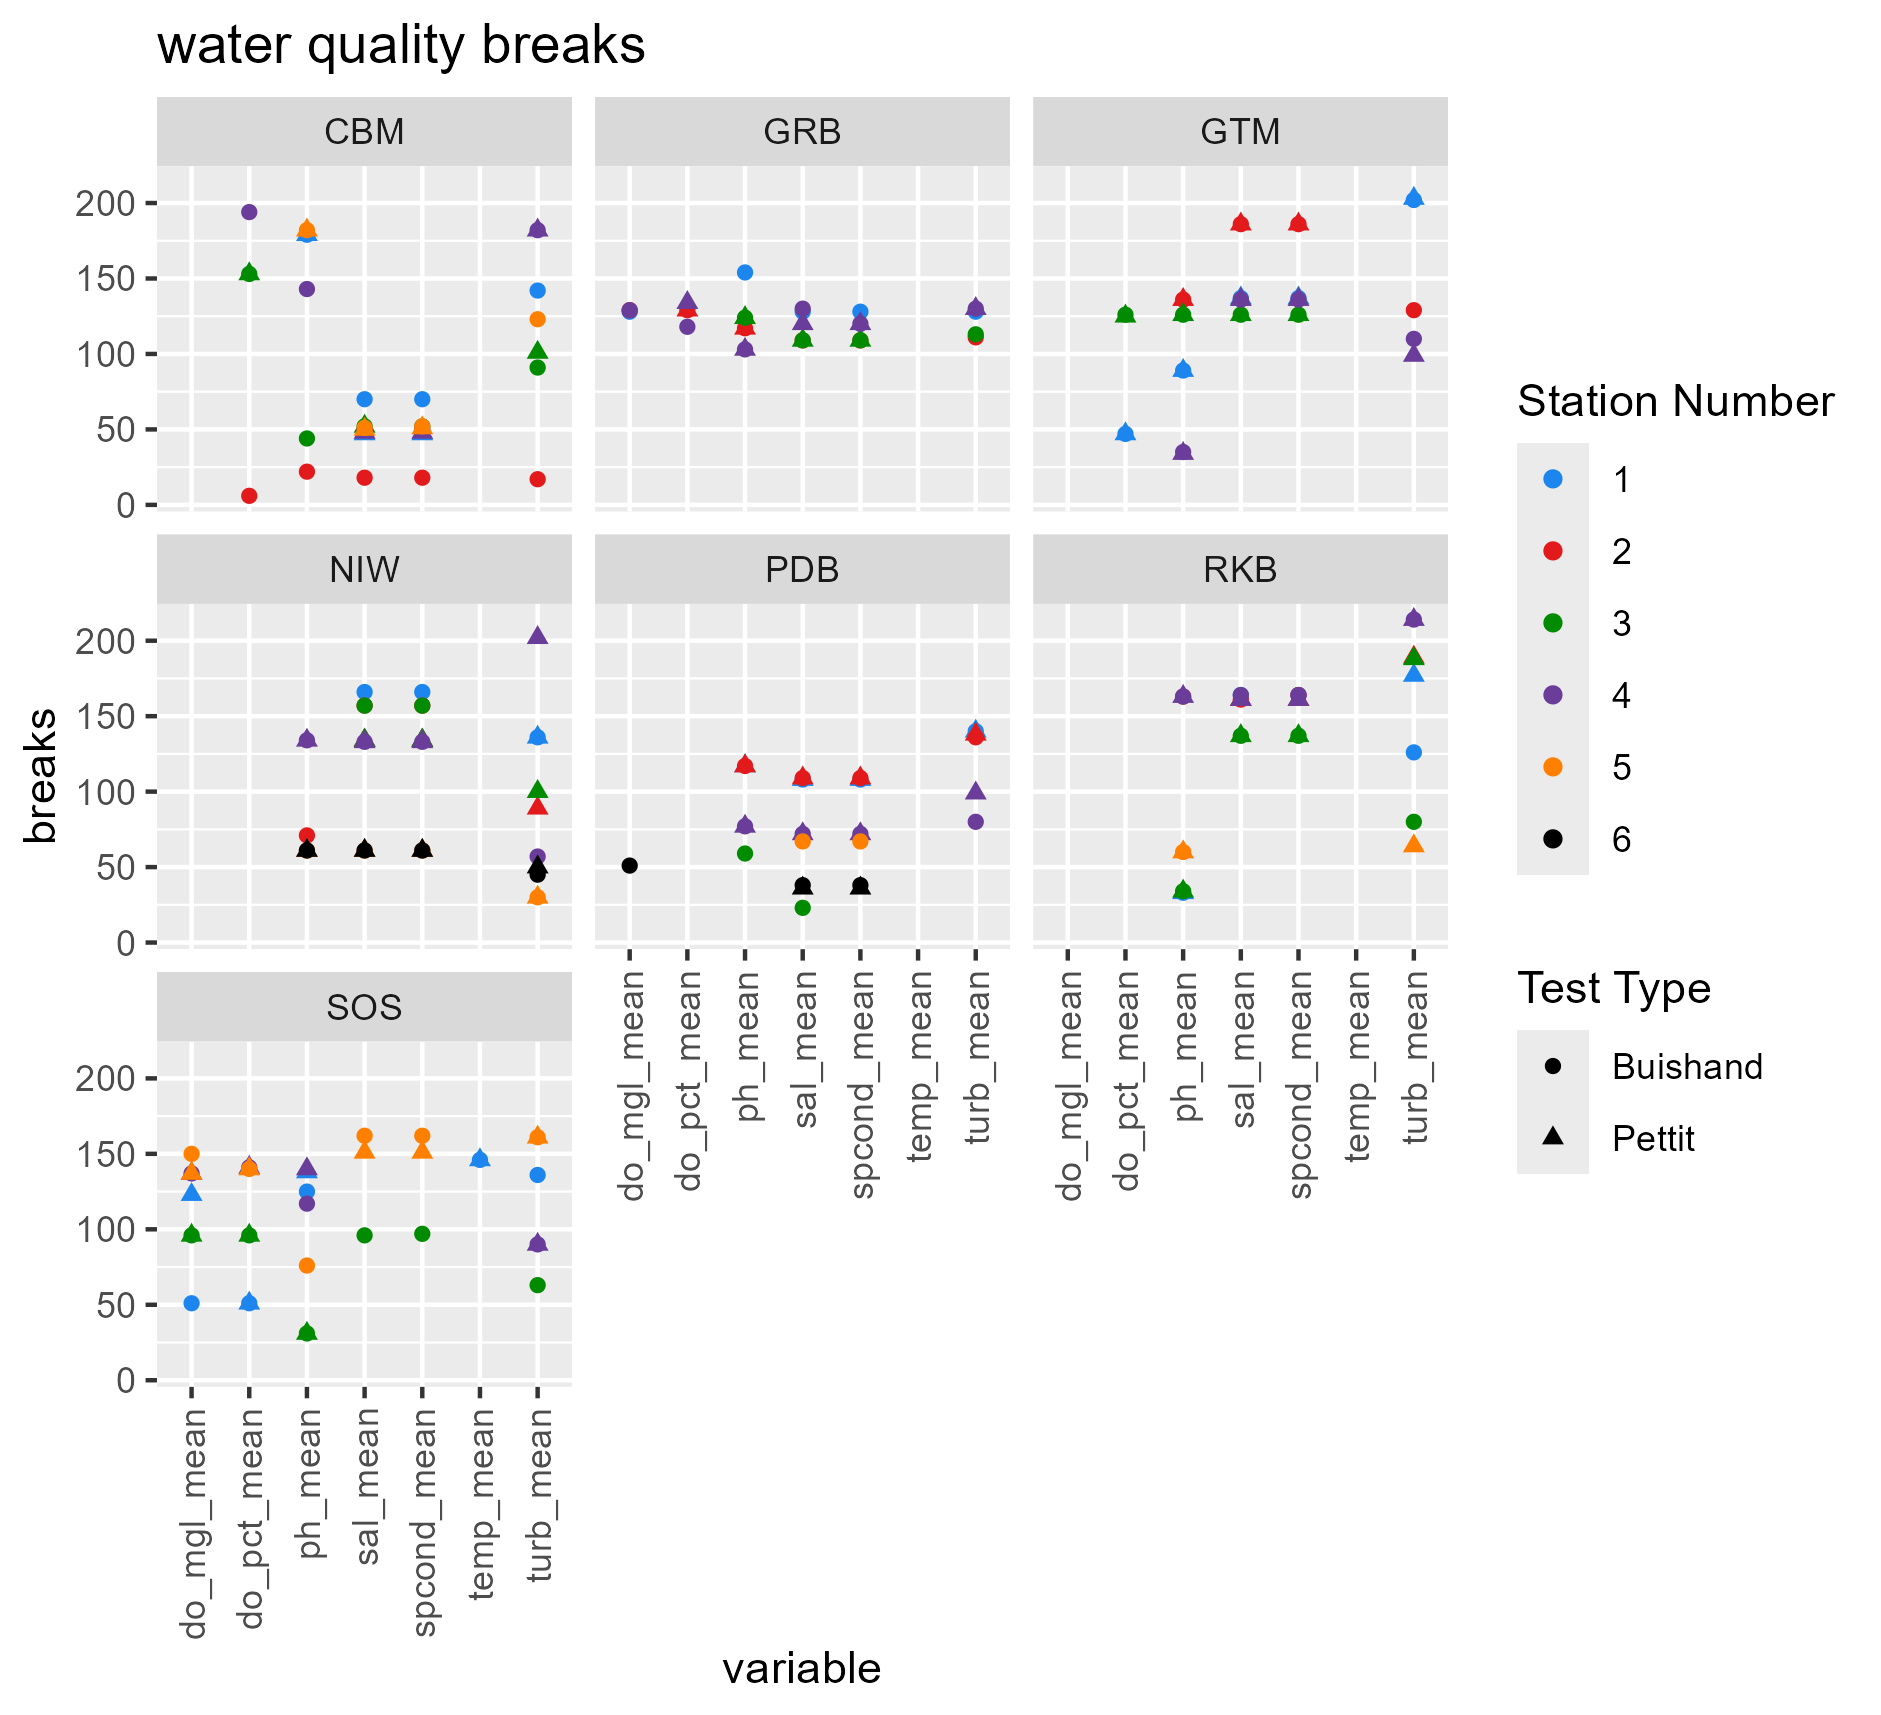 water quality breaks
CBM
GRB
GTM
200
150
100
50
0
NIW
PDB
RKB
200
150
100
50
0
SOS
200
150
100
50
0
do_mgl_mean
do_pct_mean
ph_mean
sal_mean
spcond_mean
temp_mean
turb_mean
do_mgl_mean
do_pct_mean
ph_mean
sal_mean
spcond_mean
temp_mean
turb_mean
do_mgl_mean
do_pct_mean
ph_mean
sal_mean
spcond_mean
temp_mean
turb_mean
breaks
variable
Station Number
1
2
3
4
5
6
Test Type
Buishand
Pettit